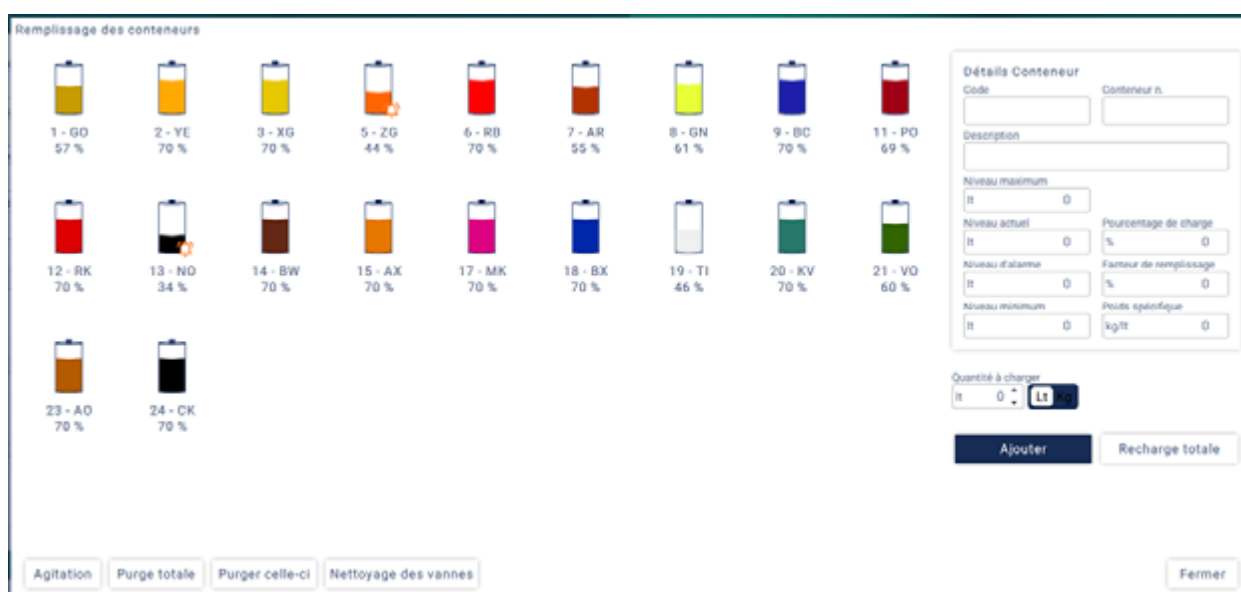 Remplissage des conteneurs
1 - GO 2 - YE 3 - XG 5 - ZG 6 - RB 7 - AR 8 - GN 9 - BC 11 - PO
57 % 70 % 70 % 44 % 70 % 55 % 61 % 70 % 69 %
12 - RK 13 - NO 14 - BW 15 - AX 17 - MK 18 - BX 19 - TI 20 - KV 21 - VO
70 % 34 % 70 % 70 % 70 % 70 % 46 % 70 % 60 %
23 - AO 24 - CK
70 % 70 %
Détails Conteneur
Code Conteneur n.
Description
Niveau maximum
lt 0
Niveau actuel Pourcentage de charge
lt 0 % 0
Niveau d'alarme Facteur de remplissage
lt 0 % 0
Niveau minimum Poids spécifique
lt 0 kg/lt 0
Quantité à charger
lt 0 Lt Kg
Ajouter Recharge totale
Agitation Purge totale Purger celle-ci Nettoyage des vannes Fermer